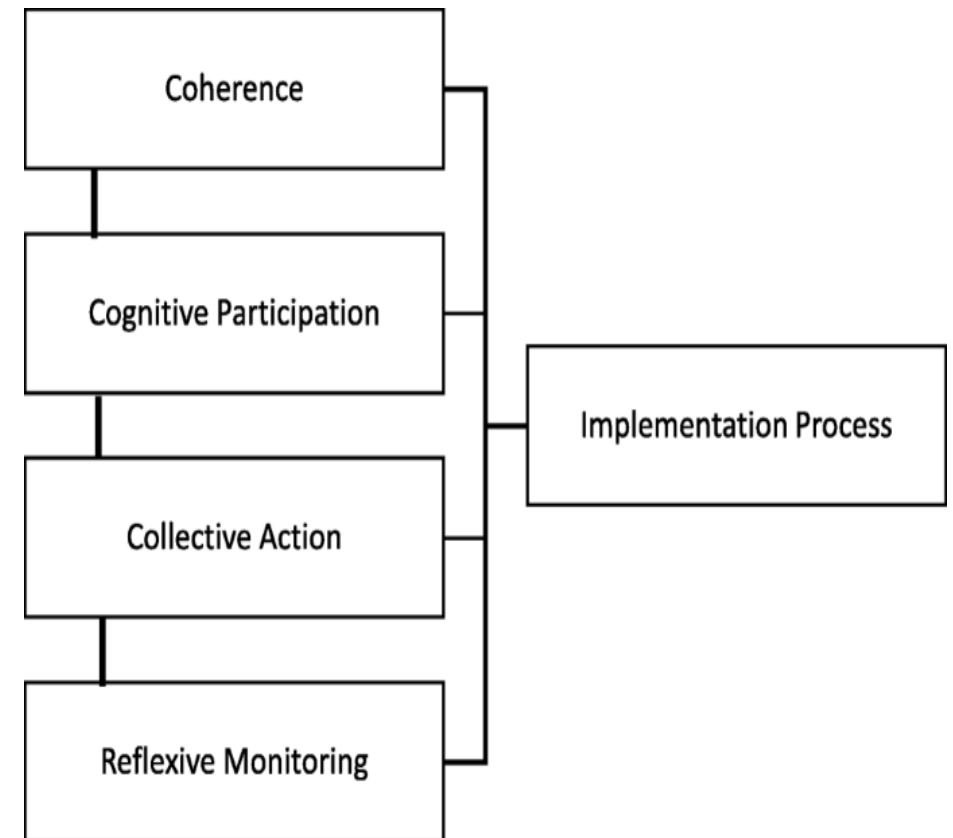 Coherence
Cognitive Participation
Implementation Process
Collective Action
Reflexive Monitoring